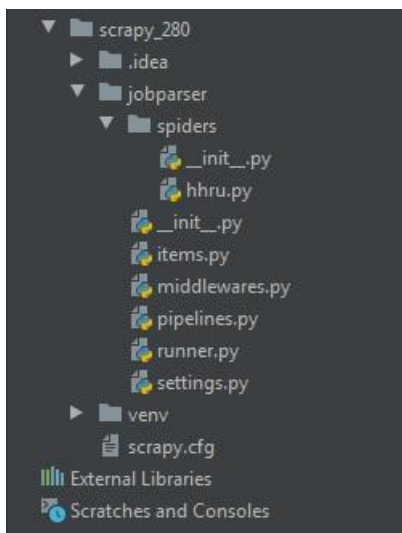 scrapy_280
.idea
jobparser
spiders
__init__.py
hhru.py
__init__.py
items.py
middlewares.py
pipelines.py
runner.py
settings.py
venv
scrapy.cfg
External Libraries
Scratches and Consoles